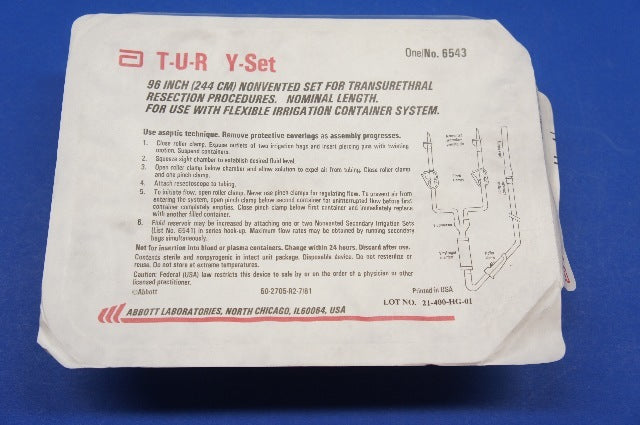 T-U-R Y-Set
One/No. 6543
96 INCH (244 CM) NONVENTED SET FOR TRANSURETHRAL
RESECTION PROCEDURES. NOMINAL LENGTH.
FOR USE WITH FLEXIBLE IRRIGATION CONTAINER SYSTEM.
Use aseptic technique. Remove protective coverings as assembly progresses.
1. Close roller clamp. Expose outlets of two irrigation bags and insert piercing pins with twisting
motion. Suspend containers.
2. Squeeze sight chamber to establish desired fluid level.
3. Open roller clamp below chamber and allow solution to expel air from tubing. Close roller clamp
and one pinch clamp.
4. Attach resectoscope to tubing.
5. To initiate flow, open roller clamp. Never use pinch clamps for regulating flow. To prevent air from
entering the system, open pinch clamp below second container for uninterrupted flow before first
container completely empties. Close pinch clamp below first container and immediately replace
with another filled container.
6. Fluid reservoir may be increased by attaching one or two Nonvented Secondary Irrigation Sets
(List No. 6541) in series hook-up. Maximum flow rates may be obtained by running secondary
bags simultaneously.
Not for insertion into blood or plasma containers. Change within 24 hours. Discard after use.
Contents sterile and nonpyrogenic in intact unit package. Disposable device. Do not resterilize or
reuse. Do not store at extreme temperatures.
Caution: Federal (USA) law restricts this device to sale by or on the order of a physician or other
licensed practitioner.
©Abbott
50-2705-R2-7/81
Printed in USA
LOT NO. 21-400-HG-01
ABBOTT LABORATORIES, NORTH CHICAGO, IL60064, USA